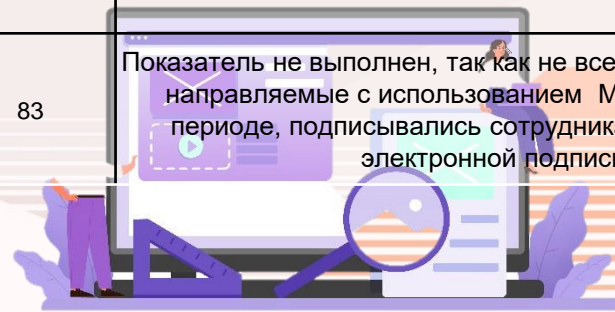 83
Показатель не выполнен, так как не все
направляемые с использованием М
периоде, подписывались сотрудник
электронной подпис